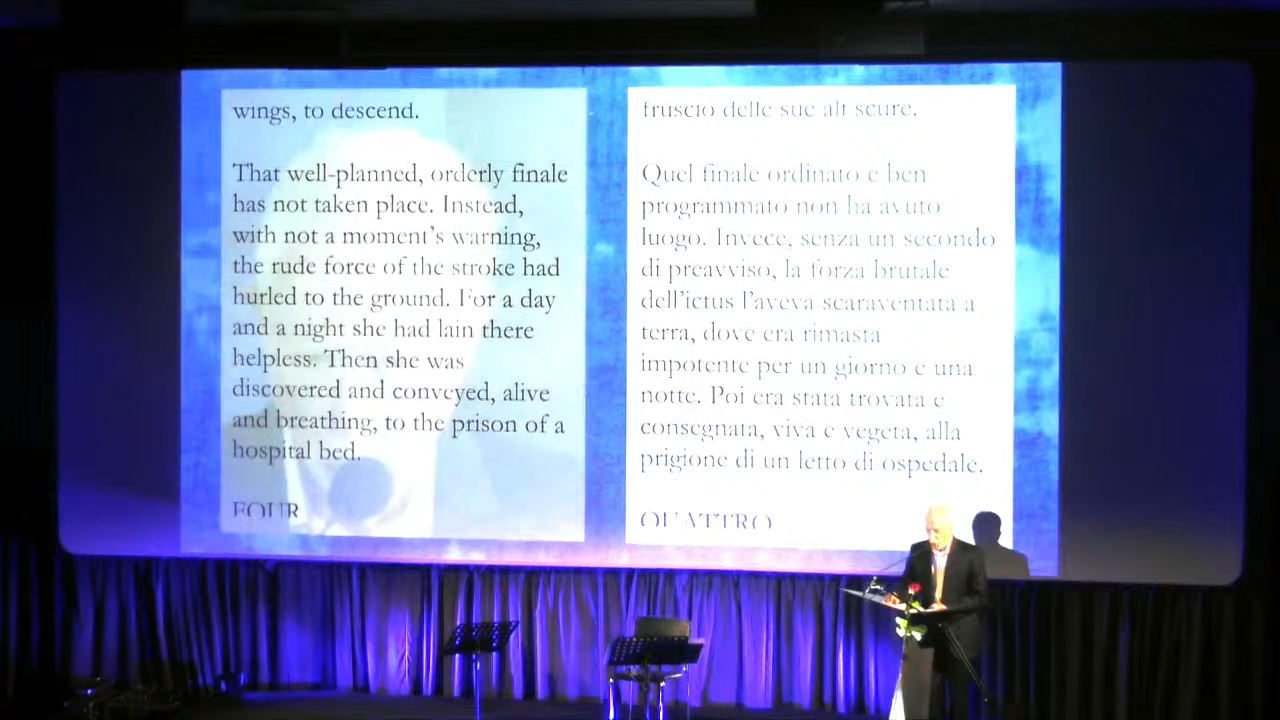 wings, to descend.
That well-planned, orderly finale
has not taken place. Instead,
with not a moment's warning,
the rude force of the stroke had
hurled to the ground. For a day
and a night she had lain there
helpless. Then she was
discovered and conveyed, alive
and breathing, to the prison of a
hospital bed.
FOUR
fruscio delle sue ali scure.
Quel finale ordinato e ben
programmato non ha avuto
luogo. Invece, senza un secondo
di preavviso, la forza brutale
dell'ictus l'aveva scaraventata a
terra, dove era rimasta
impotente per un giorno e una
notte. Poi era stata trovata e
consegnata, viva e vegeta, alla
prigione di un letto di ospedale.
QUATTRO